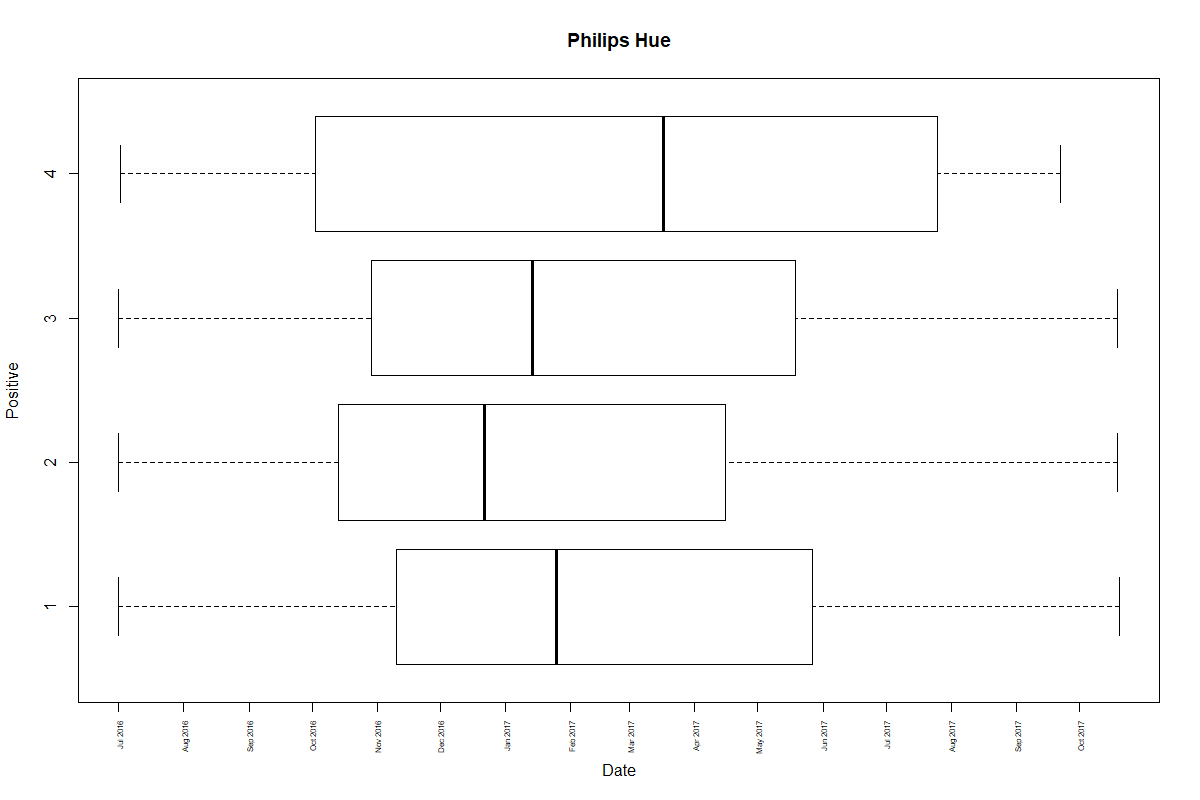 Philips Hue
Positive
4
3
2
1
Jul 2016
Aug 2016
Sep 2016
Oct 2016
Nov 2016
Dec 2016
Jan 2017
Feb 2017
Mar 2017
Apr 2017
May 2017
Jun 2017
Jul 2017
Aug 2017
Sep 2017
Oct 2017
Date